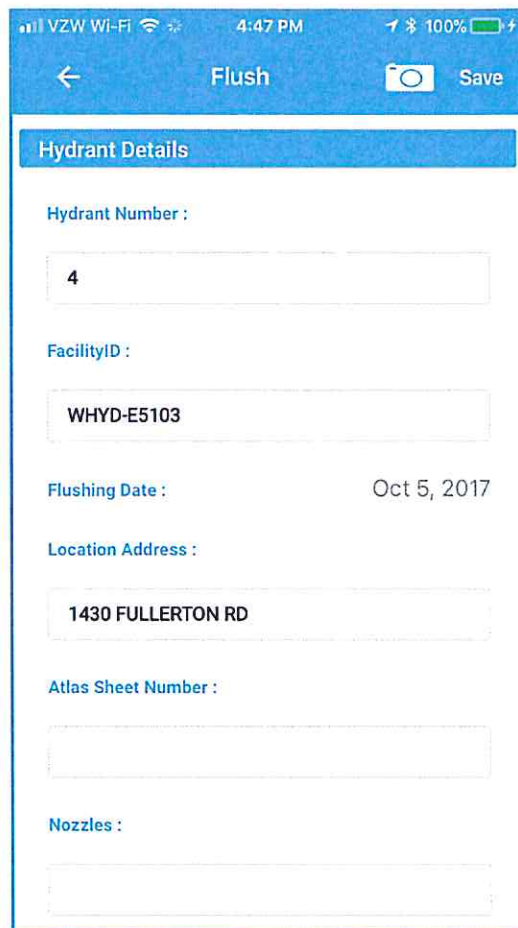 VZW Wi-Fi 4:47 PM 100%
Flush Save
Hydrant Details
Hydrant Number :
4
FacilityID :
WHYD-E5103
Flushing Date : Oct 5, 2017
Location Address :
1430 FULLERTON RD
Atlas Sheet Number :
Nozzles :